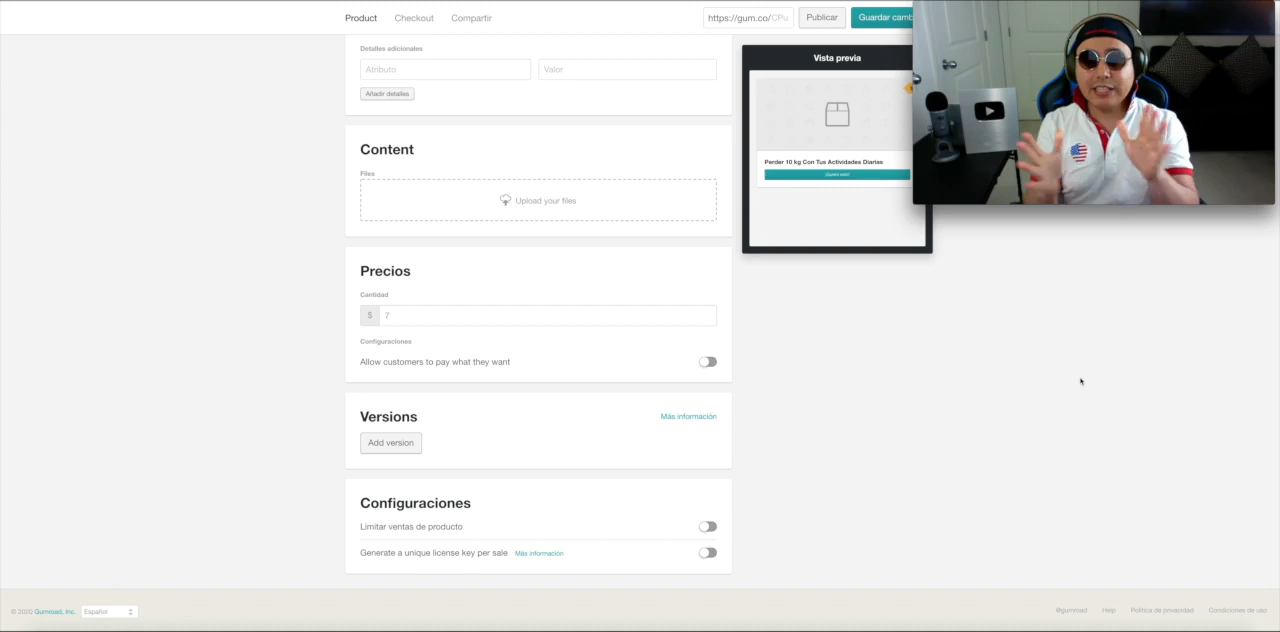 Product
Checkout
Compartir
https://gum.co/CPu
Publicar
Guardar camb
Detalles adicionales
Atributo
Valor
Añadir detalles
Content
Files
Upload your files
Precios
Cantidad
$ 7
Configuraciones
Allow customers to pay what they want
Versions
Más información
Add version
Configuraciones
Limitar ventas de producto
Generate a unique license key per sale Más información
Vista previa
Perder 10 kg Con Tus Actividades Diarias
¡Quiero esto!
© 2020 Gumroad, Inc.
Español
@gumroad
Help
Política de privacidad
Condiciones de uso